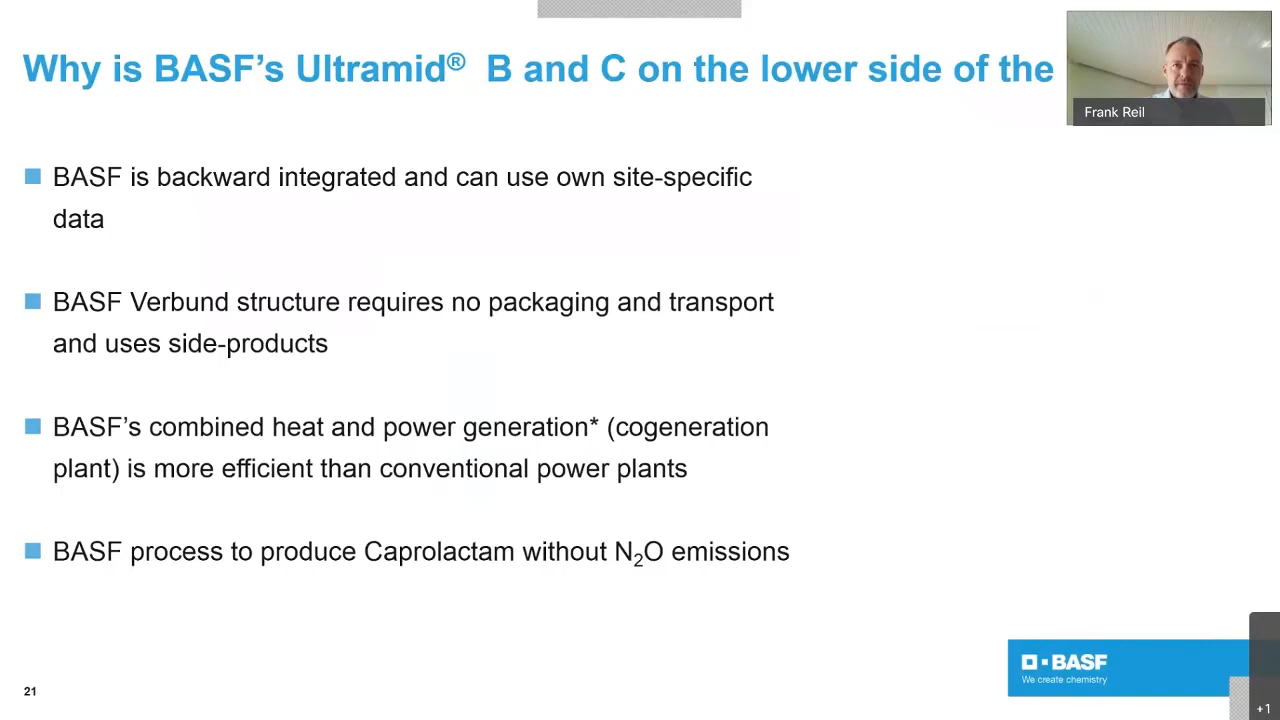 Why is BASF's Ultramid® B and C on the lower side of the
Frank Reil
BASF is backward integrated and can use own site-specific
data
BASF Verbund structure requires no packaging and transport
and uses side-products
BASF's combined heat and power generation* (cogeneration
plant) is more efficient than conventional power plants
BASF process to produce Caprolactam without N₂O emissions
BASF
We create chemistry
21
+1